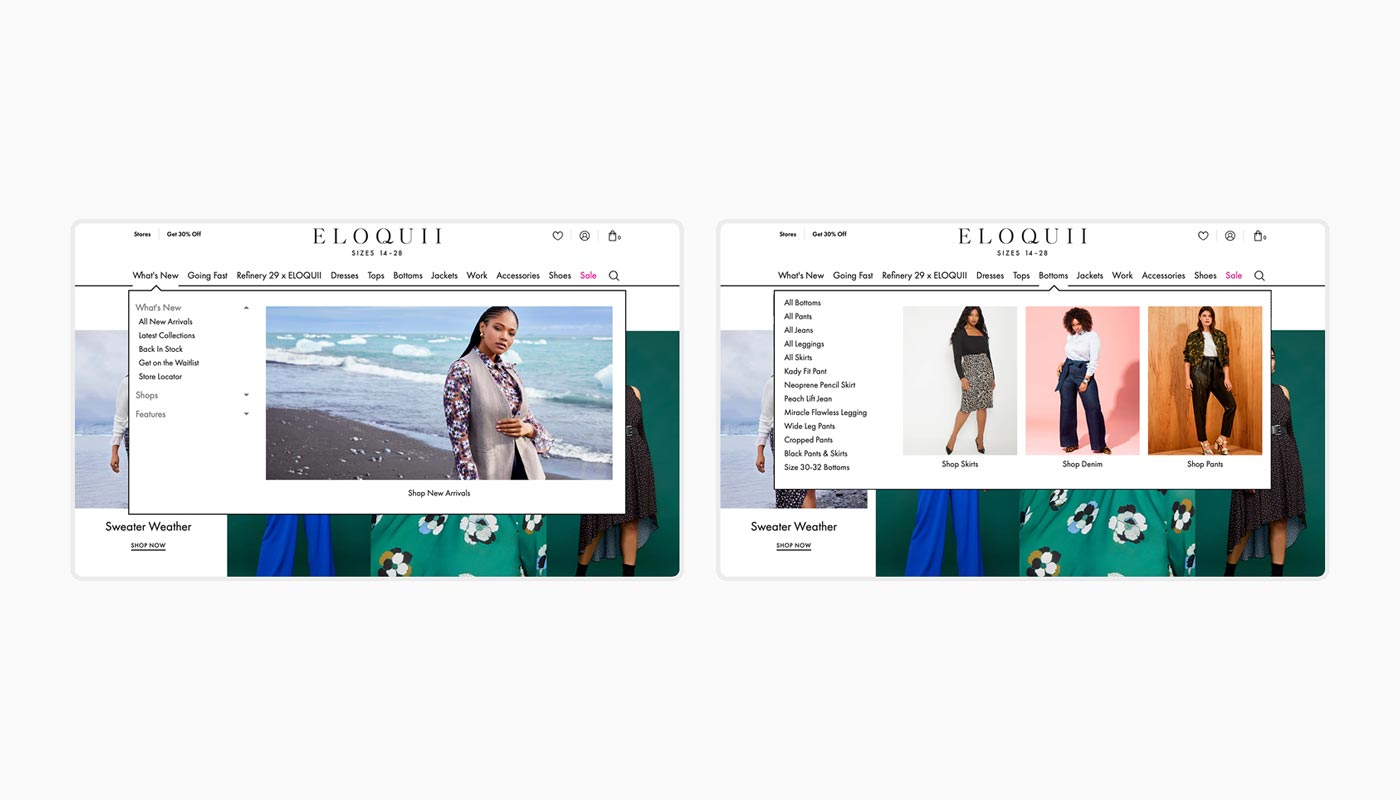 Stores Get 30% Off
ELOQUII
SIZES 14-28
0
What's New Going Fast Refinery 29 x ELOQUII Dresses Tops Bottoms Jackets Work Accessories Shoes Sale
What's New
All New Arrivals
Latest Collections
Back In Stock
Get on the Waitlist
Store Locator
Shops
Features
Shop New Arrivals
Sweater Weather
SHOP NOW
Stores Get 30% Off
ELOQUII
SIZES 14-28
0
What's New Going Fast Refinery 29 x ELOQUII Dresses Tops Bottoms Jackets Work Accessories Shoes Sale
All Bottoms
All Pants
All Jeans
All Leggings
All Skirts
Kady Fit Pant
Neoprene Pencil Skirt
Peach Lift Jean
Miracle Flawless Legging
Wide Leg Pants
Cropped Pants
Black Pants & Skirts
Size 30-32 Bottoms
Shop Skirts Shop Denim Shop Pants
Sweater Weather
SHOP NOW